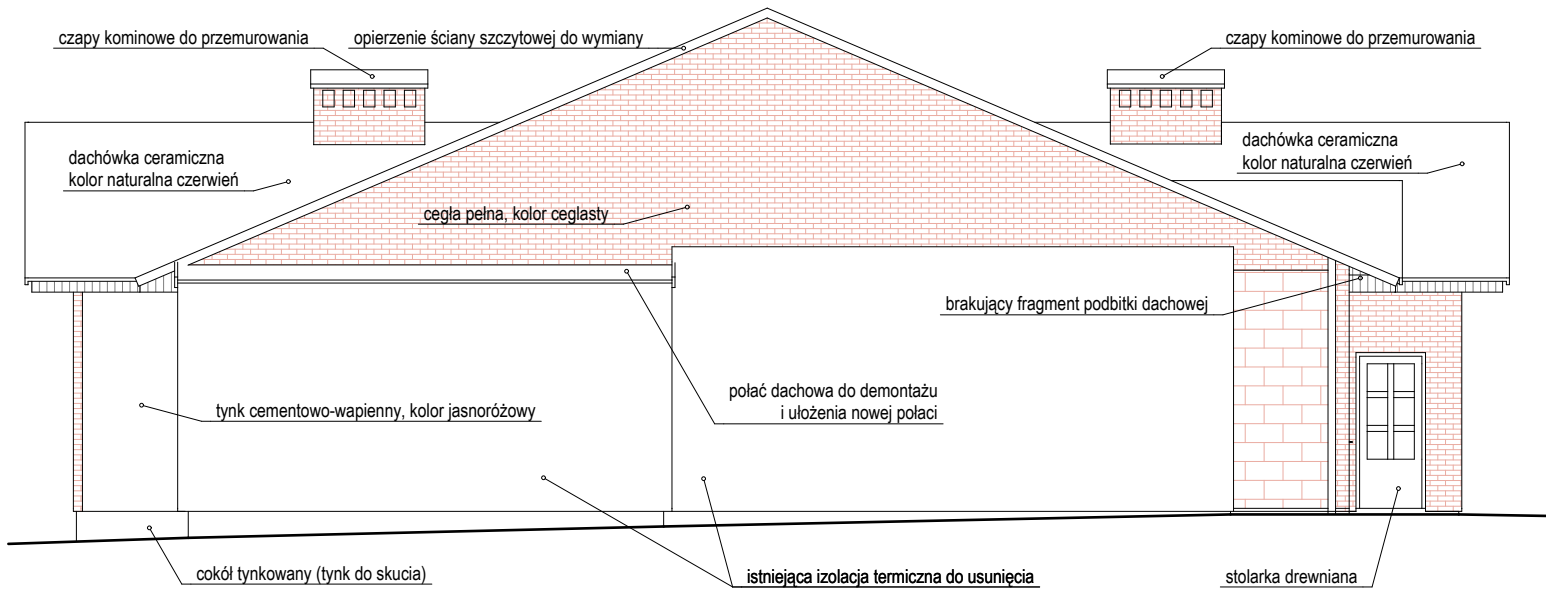 czapy kominowe do przemurowania
opierzenie ściany szczytowej do wymiany
czapy kominowe do przemurowania
dachówka ceramiczna
kolor naturalna czerwień
dachówka ceramiczna
kolor naturalna czerwień
cegła pełna, kolor ceglasty
brakujący fragment podbitki dachowej
połać dachowa do demontażu
i ułożenia nowej połaci
tynk cementowo-wapienny, kolor jasnoróżowy
cokół tynkowany (tynk do skucia)
istniejąca izolacja termiczna do usunięcia
stolarka drewniana